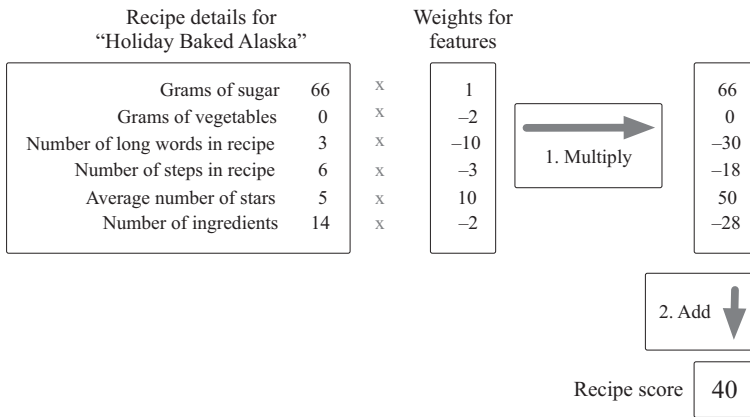 Recipe details for
“Holiday Baked Alaska”
Weights for
features
Grams of sugar 66 x 1 66
Grams of vegetables 0 x –2 0
Number of long words in recipe 3 x –10 –30
Number of steps in recipe 6 x –3 –18
Average number of stars 5 x 10 50
Number of ingredients 14 x –2 –28
1. Multiply
2. Add
Recipe score 40